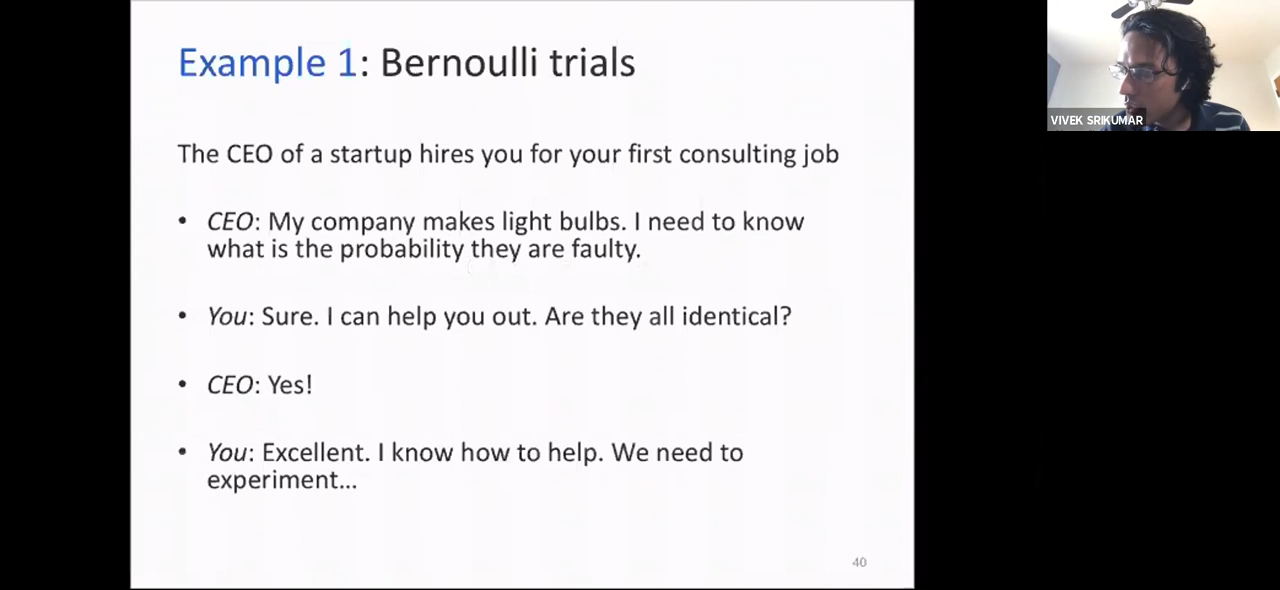 Example 1: Bernoulli trials
The CEO of a startup hires you for your first consulting job
• CEO: My company makes light bulbs. I need to know
what is the probability they are faulty.
• You: Sure. I can help you out. Are they all identical?
• CEO: Yes!
• You: Excellent. I know how to help. We need to
experiment...
40
VIVEK SRIKUMAR